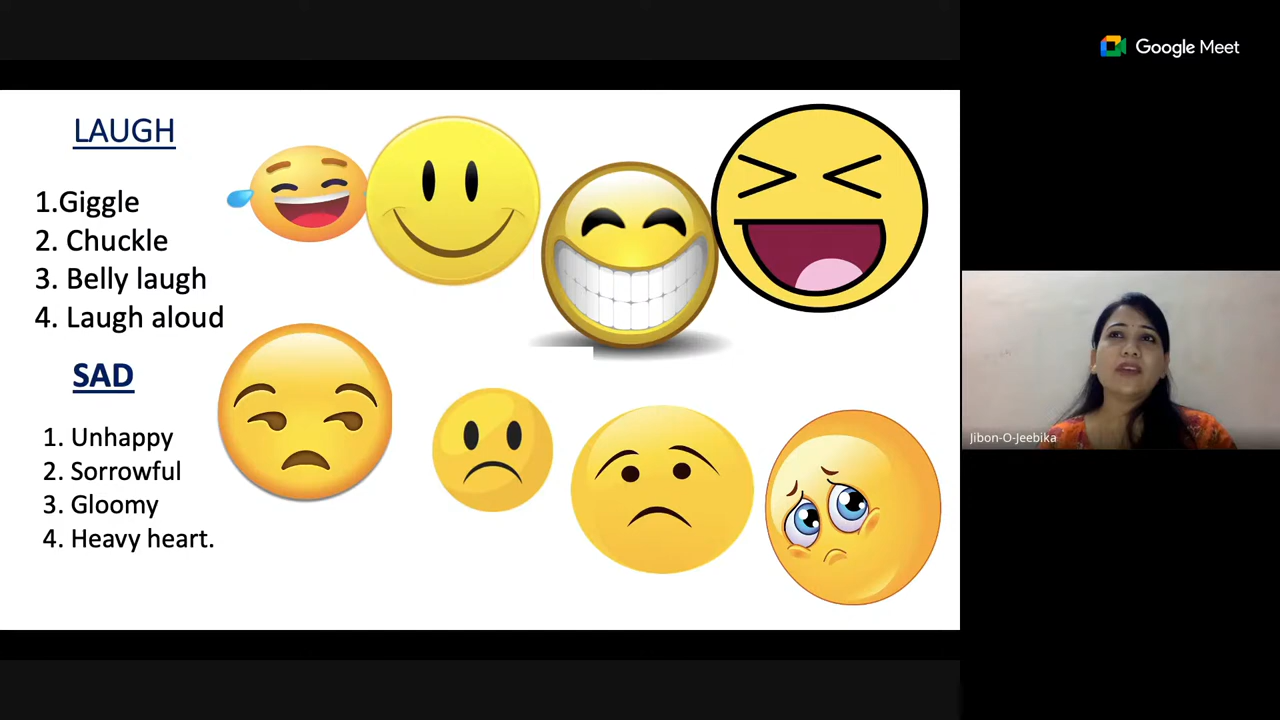 Google Meet
LAUGH
1.Giggle
2. Chuckle
3. Belly laugh
4. Laugh aloud
SAD
1. Unhappy
2. Sorrowful
3. Gloomy
4. Heavy heart.
Jibon-O-Jeebika